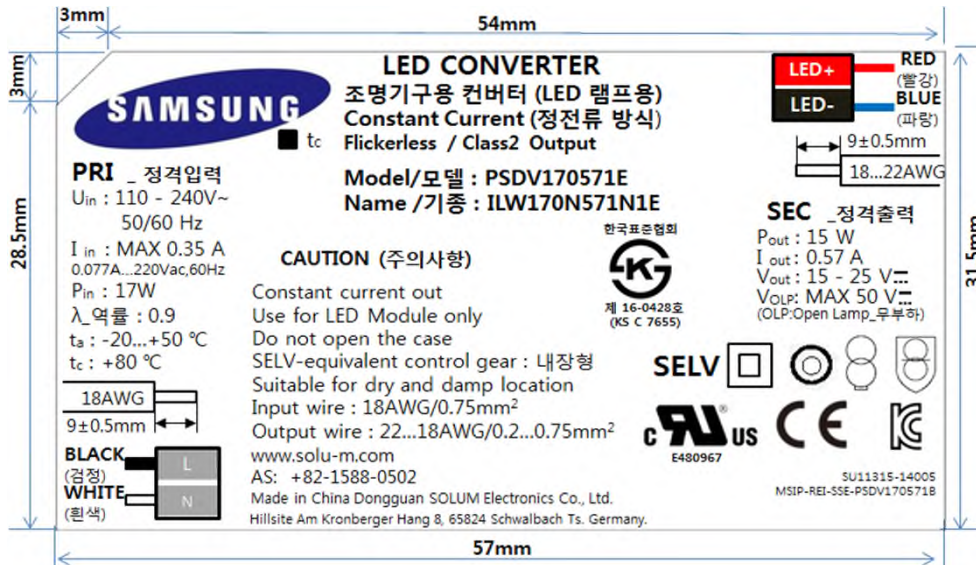 3mm
54mm
3mm
28.5mm
31.5mm
57mm
SAMSUNG
tc
LED CONVERTER
조명기구용 컨버터 (LED 램프용)
Constant Current (정전류 방식)
Flickerless / Class2 Output
Model/모델 : PSDV170571E
Name /기종 : ILW170N571N1E
LED+
LED-
RED
(빨강)
BLUE
(파랑)
9±0.5mm
18...22AWG
PRI _ 정격입력
Uin : 110 - 240V~
50/60 Hz
I in : MAX 0.35 A
0.077A...220Vac,60Hz
Pin : 17W
λ_역률 : 0.9
ta : -20...+50 ℃
tc : +80 ℃
18AWG
9±0.5mm
BLACK
(검정)
WHITE
(흰색)
L
N
CAUTION (주의사항)
Constant current out
Use for LED Module only
Do not open the case
SELV-equivalent control gear : 내장형
Suitable for dry and damp location
Input wire : 18AWG/0.75mm²
Output wire : 22...18AWG/0.2...0.75mm²
www.solu-m.com
AS: +82-1588-0502
Made in China Dongguan SOLUM Electronics Co., Ltd.
Hillsite Am Kronberger Hang 8, 65824 Schwalbach Ts. Germany.
한국표준협회
제 16-0428호
(KS C 7655)
SEC _정격출력
Pout : 15 W
I out : 0.57 A
Vout : 15 - 25 V⎓
VOLP: MAX 50 V⎓
(OLP:Open Lamp_무부하)
SELV
c RU US
®
E480967
CE
SU11315-14005
MSIP-REI-SSE-PSDV170571B